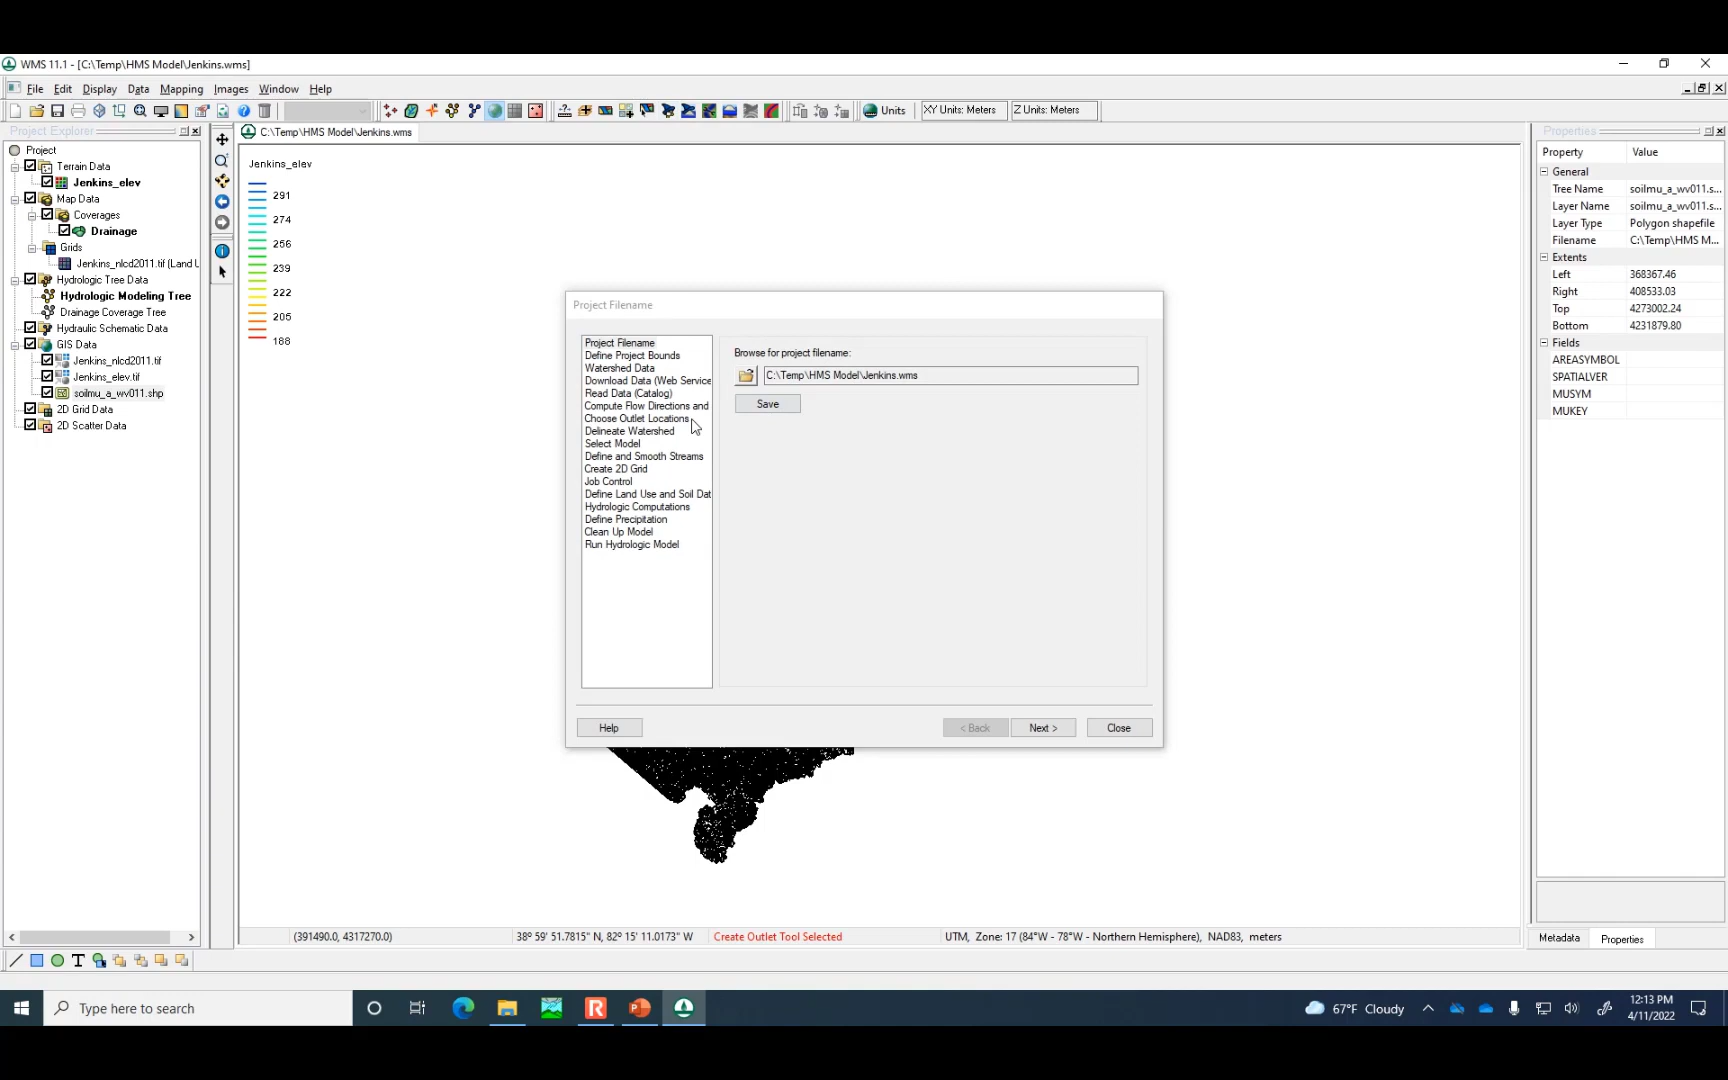 WMS 11.1 - [C:\Temp\HMS Model\Jenkins.wms]
File Edit Display Data Mapping Images Window Help
Units XY Units: Meters Z Units: Meters
Project Explorer
C:\Temp\HMS Model\Jenkins.wms
Project
Terrain Data
Jenkins_elev
Map Data
Coverages
Drainage
Grids
Jenkins_nlcd2011.tif (Land U
Hydrologic Tree Data
Hydrologic Modeling Tree
Drainage Coverage Tree
Hydraulic Schematic Data
GIS Data
Jenkins_nlcd2011.tif
Jenkins_elev.tif
soilmu_a_wv011.shp
2D Grid Data
2D Scatter Data
Jenkins_elev
291
274
256
239
222
205
188
Project Filename
Project Filename
Define Project Bounds
Watershed Data
Download Data (Web Service
Read Data (Catalog)
Compute Flow Directions and
Choose Outlet Locations
Delineate Watershed
Select Model
Define and Smooth Streams
Create 2D Grid
Job Control
Define Land Use and Soil Dat
Hydrologic Computations
Define Precipitation
Clean Up Model
Run Hydrologic Model
Browse for project filename:
C:\Temp\HMS Model\Jenkins.wms
Save
Help < Back Next > Close
Properties
Property Value
General
Tree Name soilmu_a_wv011.s...
Layer Name soilmu_a_wv011.s...
Layer Type Polygon shapefile
Filename C:\Temp\HMS M...
Extents
Left 368367.46
Right 408533.03
Top 4273002.24
Bottom 4231879.80
Fields
AREASYMBOL
SPATIALVER
MUSYM
MUKEY
Metadata Properties
(391490.0, 4317270.0) 38º 59' 51.7815" N, 82º 15' 11.0173" W Create Outlet Tool Selected UTM, Zone: 17 (84°W - 78°W - Northern Hemisphere), NAD83, meters
T
Type here to search
67°F Cloudy
12:13 PM
4/11/2022